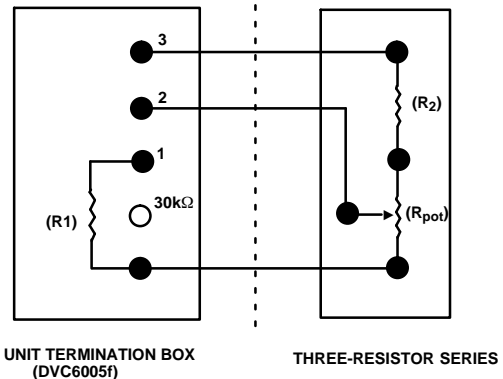 3
2
1
30kΩ
(R1)
(R2)
(Rpot)
UNIT TERMINATION BOX
(DVC6005f)
THREE-RESISTOR SERIES